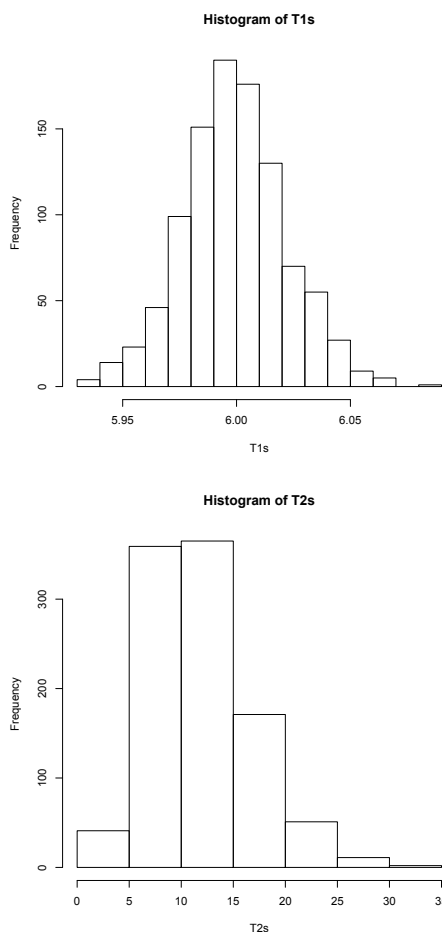 Histogram of T1s
Frequency
0 50 100 150
5.95 6.00 6.05
T1s
Histogram of T2s
Frequency
0 100 200 300
0 5 10 15 20 25 30 35
T2s